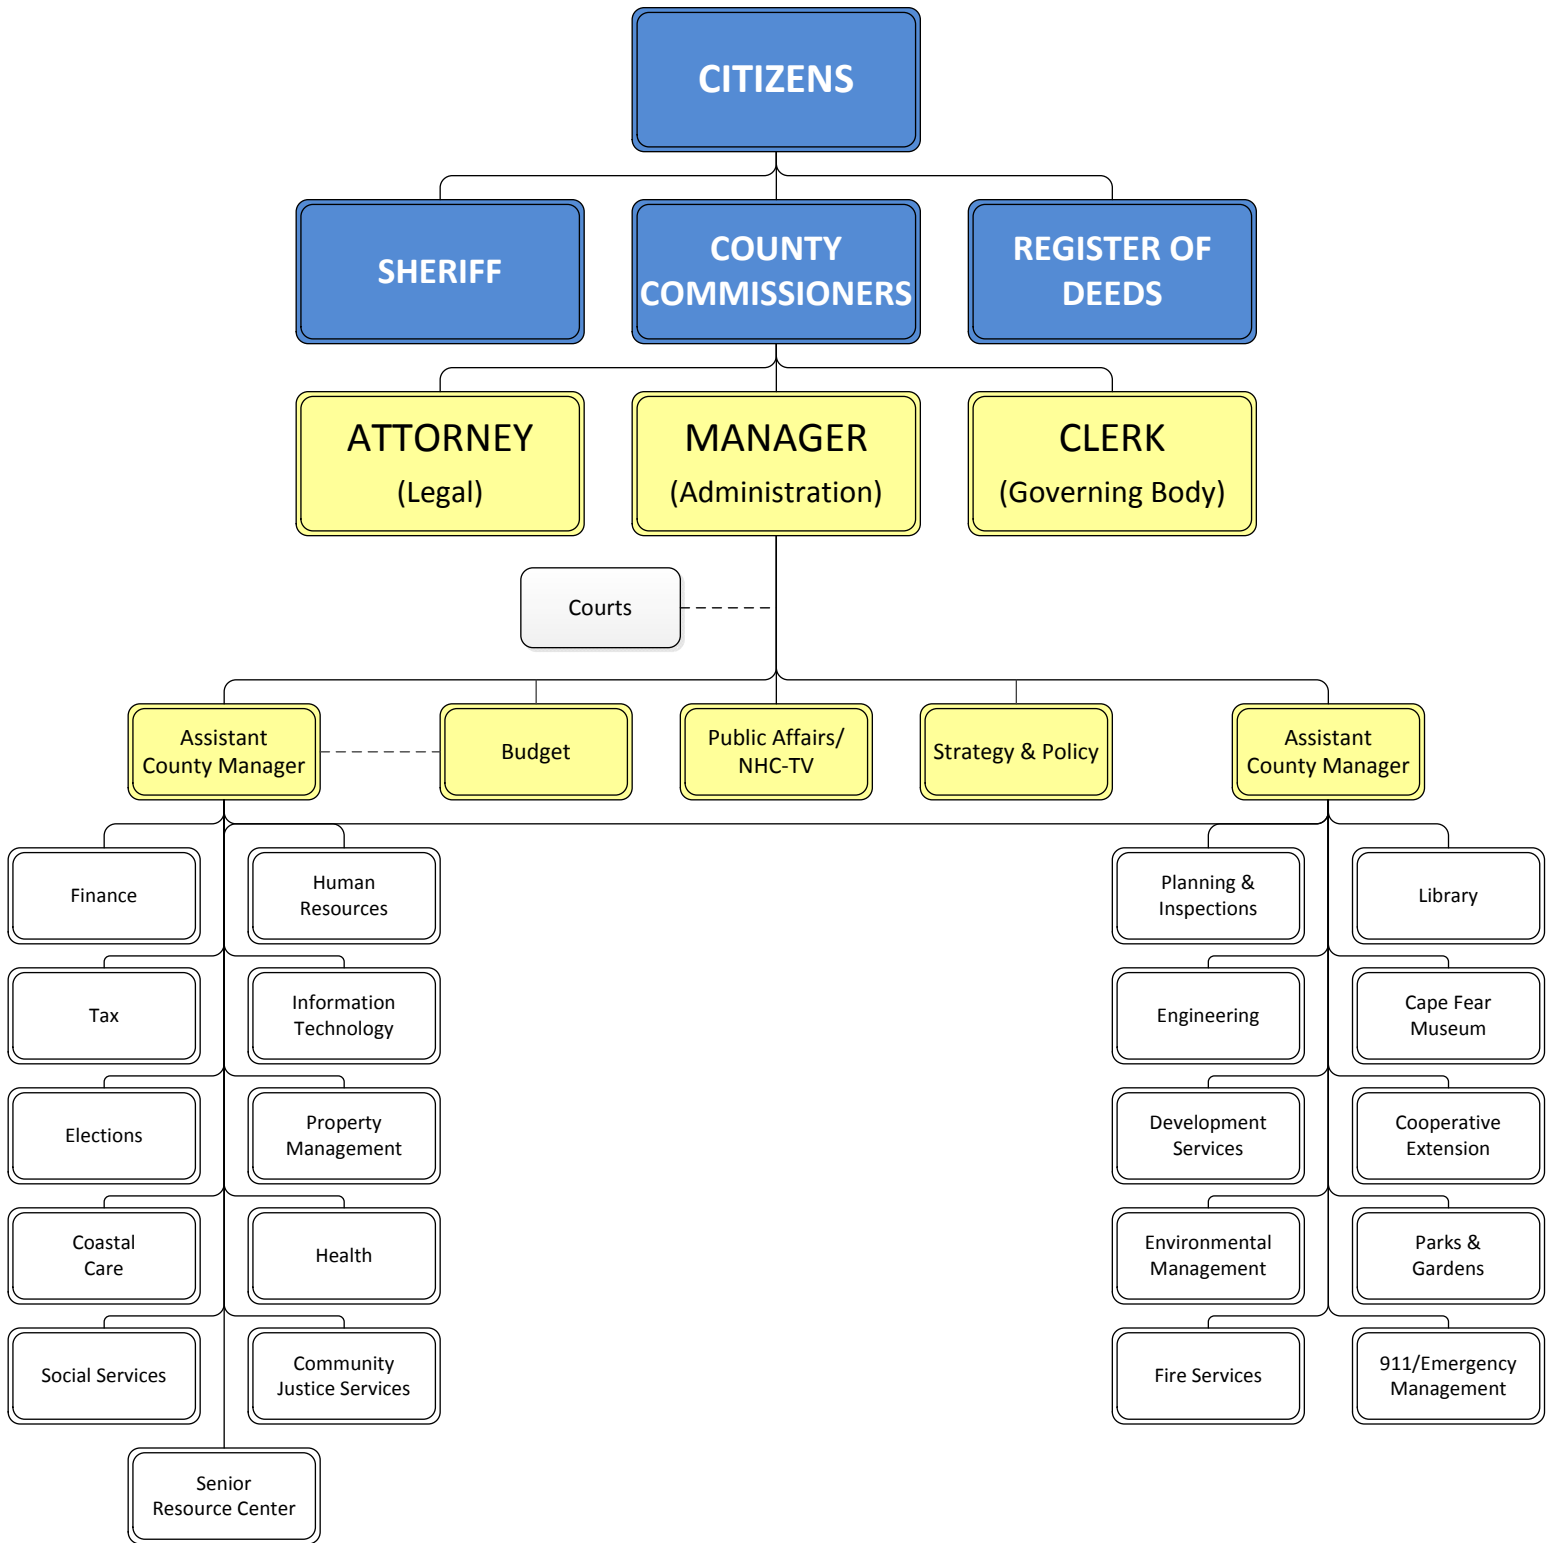 CITIZENS
SHERIFF
COUNTY
COMMISSIONERS
REGISTER OF
DEEDS
ATTORNEY
(Legal)
MANAGER
(Administration)
CLERK
(Governing Body)
Courts
Assistant
County Manager
Budget
Public Affairs/
NHC-TV
Strategy & Policy
Assistant
County Manager
Finance
Human
Resources
Planning &
Inspections
Library
Tax
Information
Technology
Engineering
Cape Fear
Museum
Elections
Property
Management
Development
Services
Cooperative
Extension
Coastal
Care
Health
Environmental
Management
Parks &
Gardens
Social Services
Community
Justice Services
Fire Services
911/Emergency
Management
Senior
Resource Center